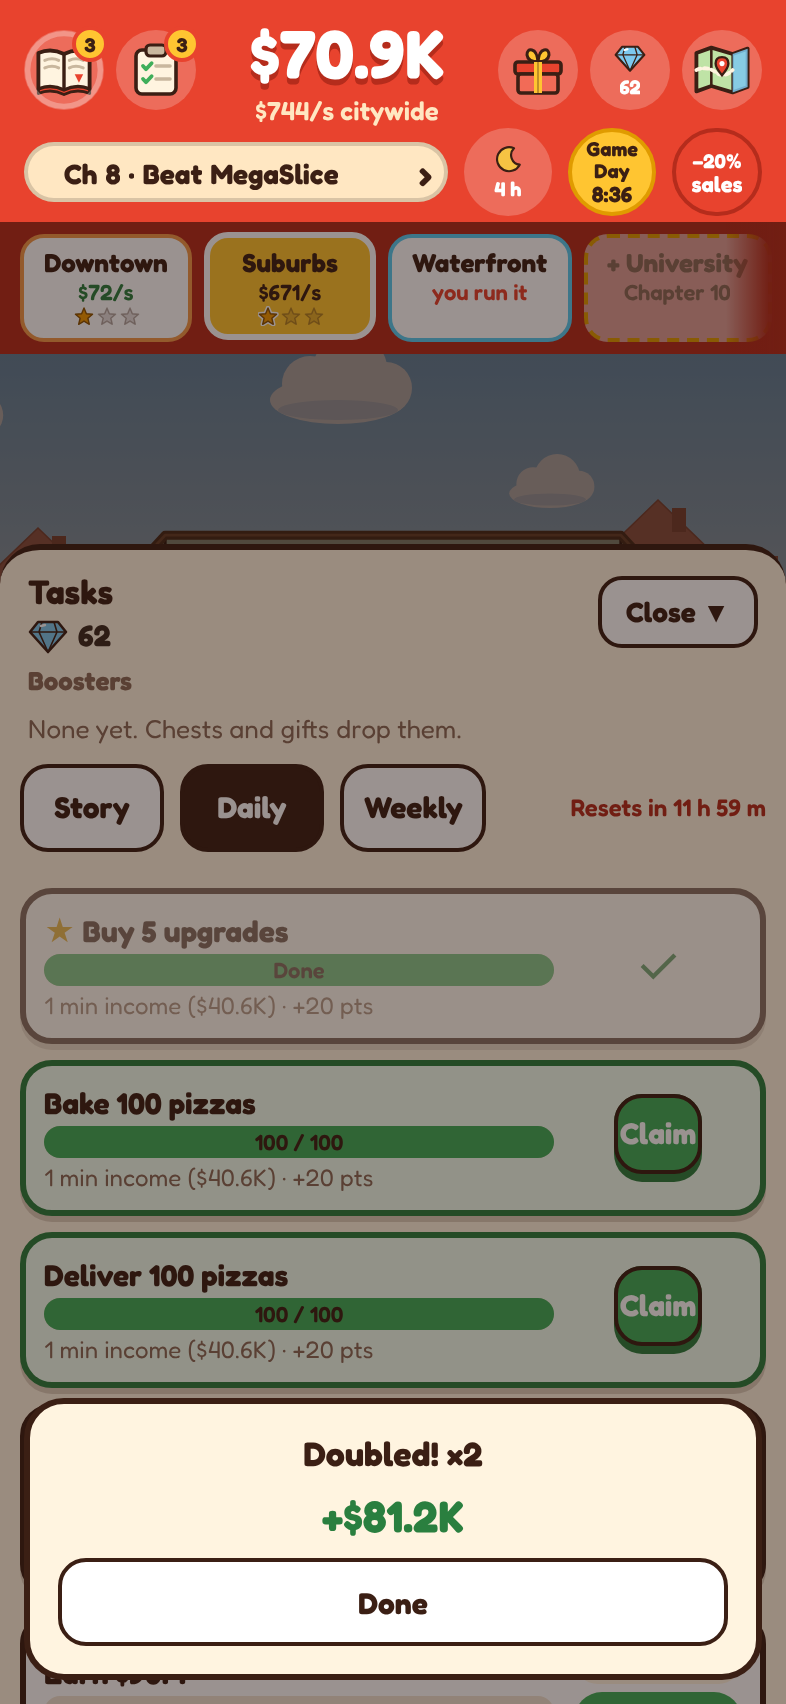 3
3
$70.9K
$744/s citywide
62
Ch 8 · Beat MegaSlice
4 h
Game
Day
8:36
-20%
sales
Downtown
$72/s
Suburbs
$671/s
Waterfront
you run it
+ University
Chapter 10
Tasks
62
Close ▼
Boosters
None yet. Chests and gifts drop them.
Story
Daily
Weekly
Resets in 11 h 59 m
Buy 5 upgrades
Done
1 min income ($40.6K) · +20 pts
Bake 100 pizzas
100 / 100
1 min income ($40.6K) · +20 pts
Claim
Deliver 100 pizzas
100 / 100
1 min income ($40.6K) · +20 pts
Claim
Doubled! x2
+$81.2K
Done